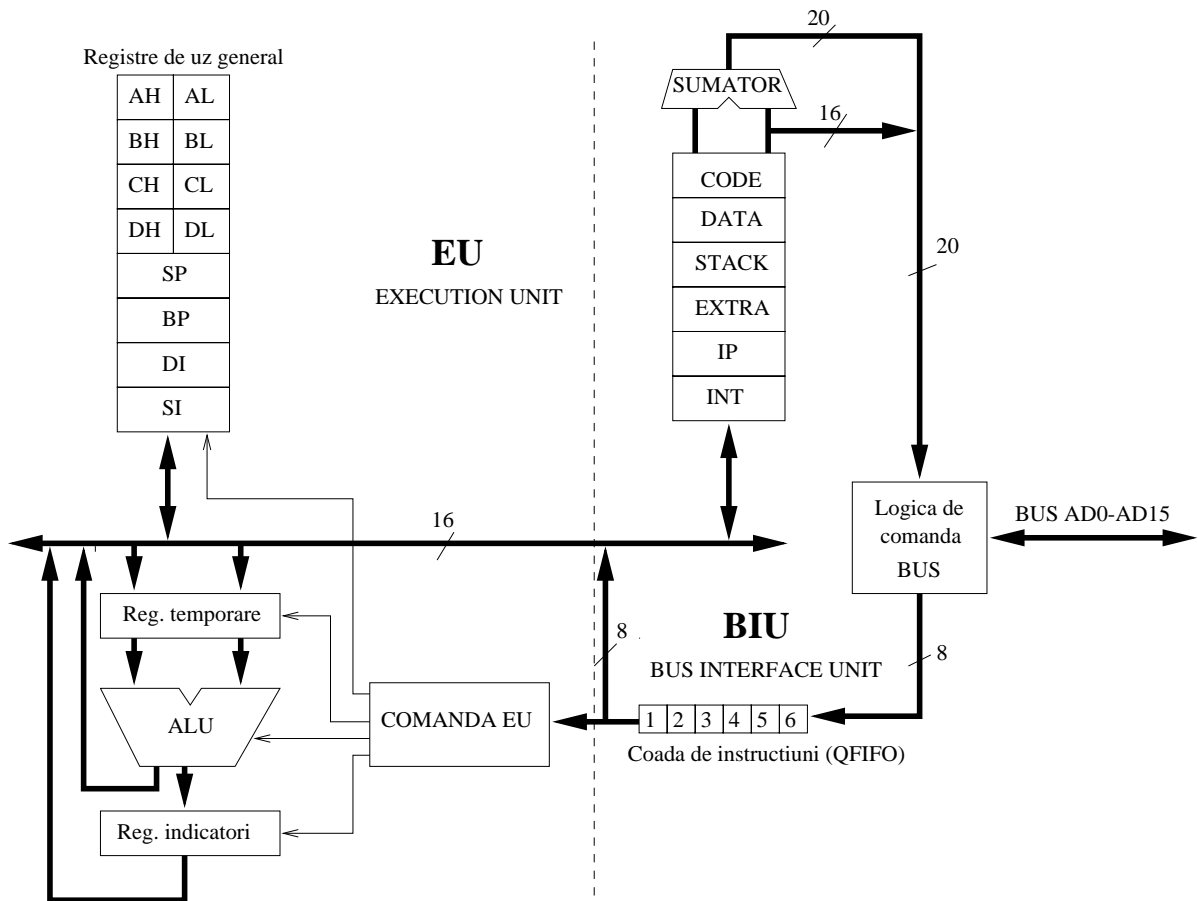 20
Registre de uz general
SUMATOR
AH AL
16
BH BL
CH CL
CODE
DH DL
DATA
EU
20
SP
STACK
EXECUTION UNIT
BP
EXTRA
DI
IP
SI
INT
16
Logica de
comanda
BUS
BUS AD0-AD15
Reg. temporare
8
BIU
8
BUS INTERFACE UNIT
ALU
COMANDA EU
1 2 3 4 5 6
Coada de instructiuni (QFIFO)
Reg. indicatori